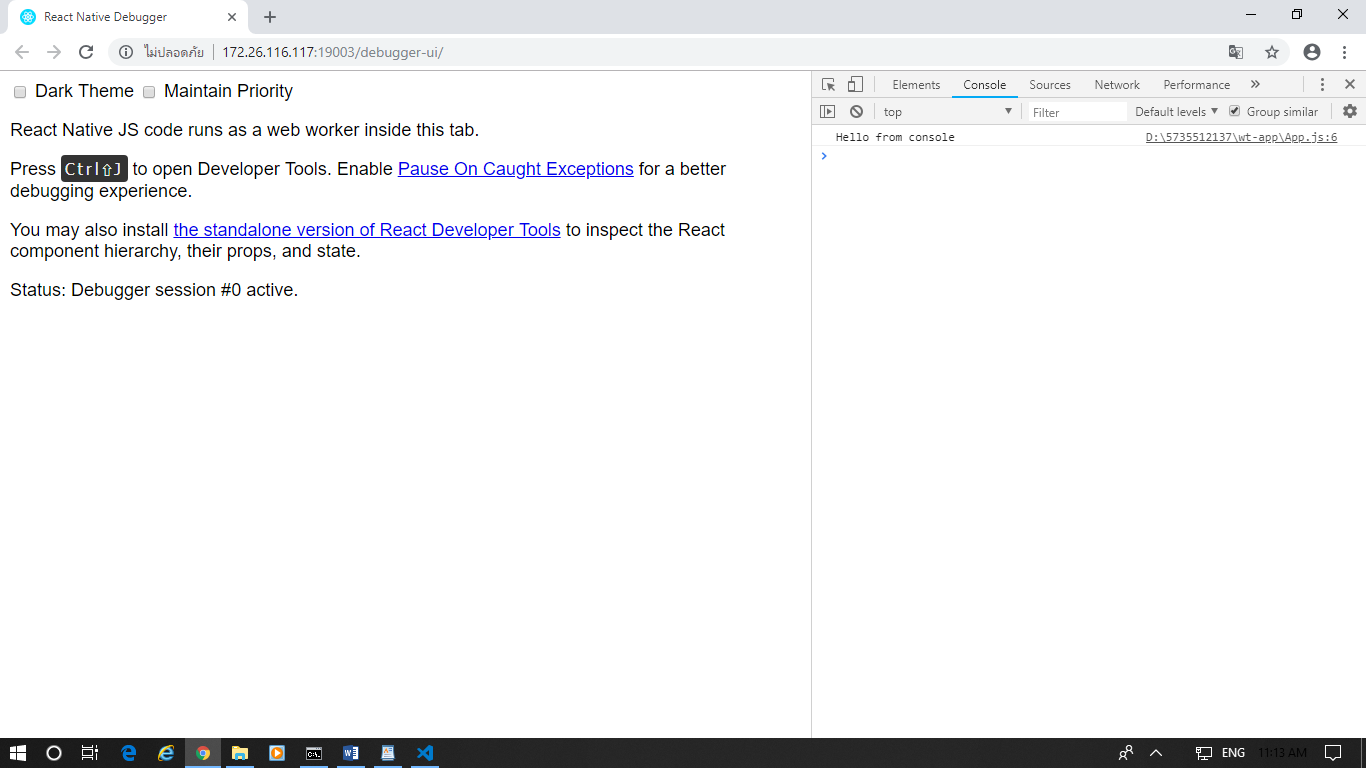 React Native Debugger
ไม่ปลอดภัย 172.26.116.117:19003/debugger-ui/
Dark Theme Maintain Priority
React Native JS code runs as a web worker inside this tab.
Press Ctrl⇧J to open Developer Tools. Enable Pause On Caught Exceptions for a better
debugging experience.
You may also install the standalone version of React Developer Tools to inspect the React
component hierarchy, their props, and state.
Status: Debugger session #0 active.
Elements Console Sources Network Performance
top Filter Default levels Group similar
Hello from console D:\5735512137\wt-app\App.js:6
ENG 11:13 AM